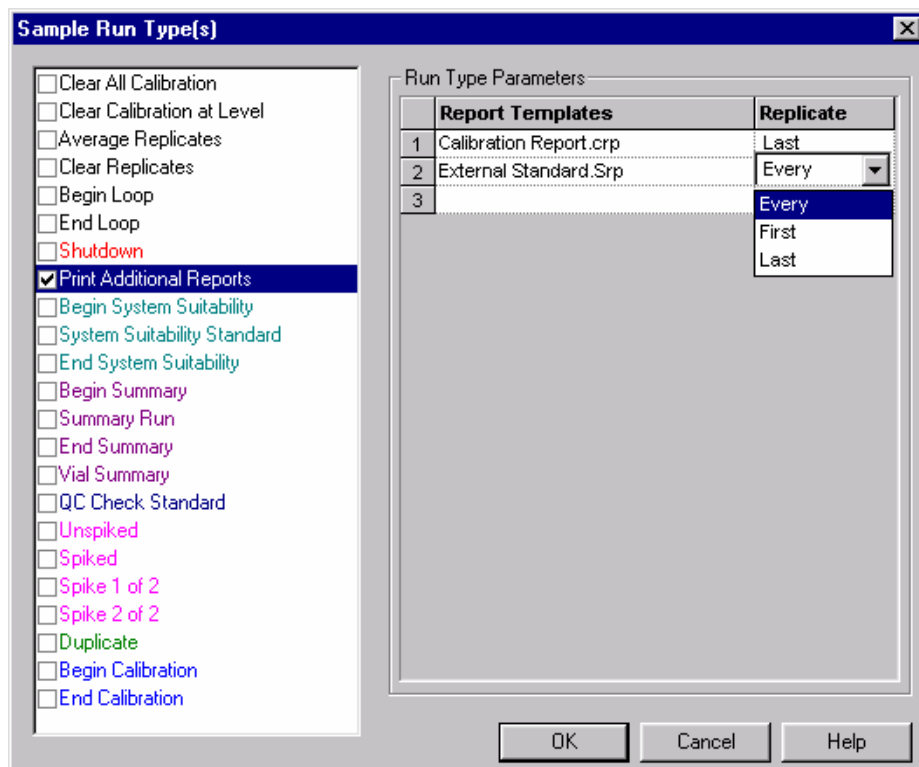 Sample Run Type(s)
Clear All Calibration
Clear Calibration at Level
Average Replicates
Clear Replicates
Begin Loop
End Loop
Shutdown
Print Additional Reports
Begin System Suitability
System Suitability Standard
End System Suitability
Begin Summary
Summary Run
End Summary
Vial Summary
QC Check Standard
Unspiked
Spiked
Spike 1 of 2
Spike 2 of 2
Duplicate
Begin Calibration
End Calibration
Run Type Parameters
Report Templates Replicate
1 Calibration Report.crp Last
2 External Standard.Srp Every
3
Every
First
Last
OK Cancel Help